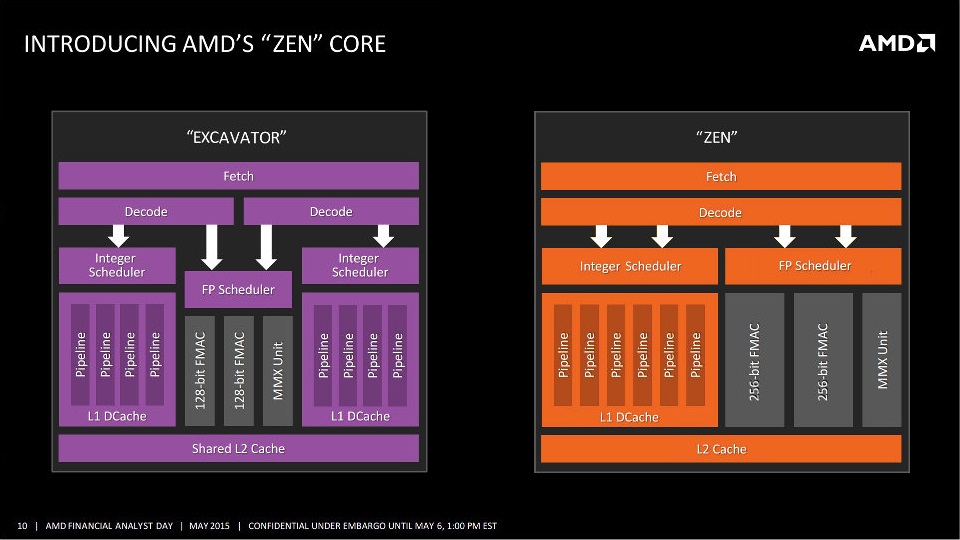 INTRODUCING AMD'S “ZEN” CORE
AMD
“EXCAVATOR”
Fetch
Decode
Decode
Integer
Scheduler
FP Scheduler
Integer
Scheduler
Pipeline
Pipeline
Pipeline
Pipeline
L1 DCache
128-bit FMAC
128-bit FMAC
MMX Unit
Pipeline
Pipeline
Pipeline
Pipeline
L1 DCache
Shared L2 Cache
“ZEN”
Fetch
Decode
Integer Scheduler
FP Scheduler
Pipeline
Pipeline
Pipeline
Pipeline
Pipeline
Pipeline
L1 DCache
256-bit FMAC
256-bit FMAC
MMX Unit
L2 Cache
10 | AMD FINANCIAL ANALYST DAY | MAY 2015 | CONFIDENTIAL UNDER EMBARGO UNTIL MAY 6, 1:00 PM EST